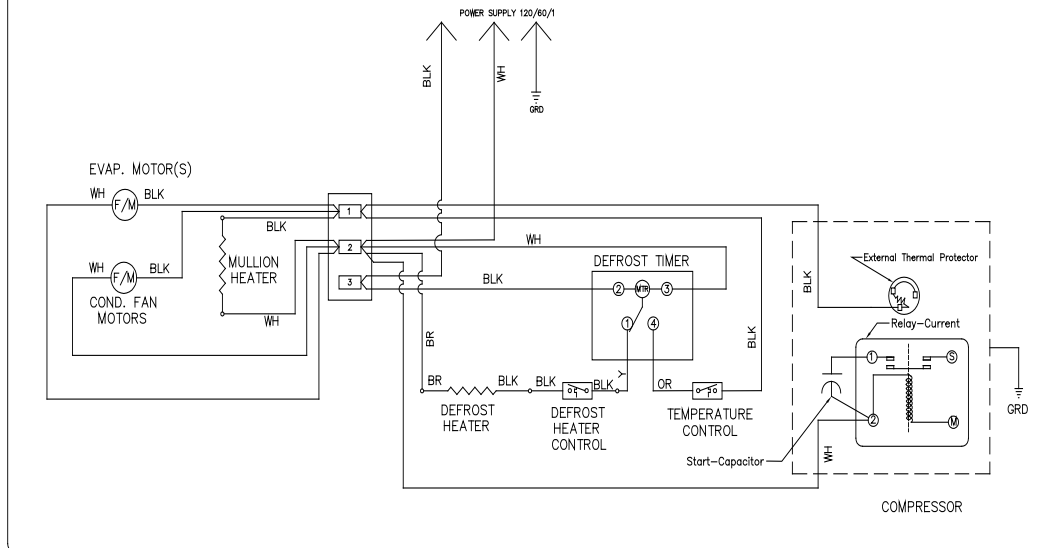 POWER SUPPLY 120/60/1
BLK
WH
GRD
EVAP. MOTOR(S)
WH
F/M
BLK
1
BLK
2
WH
DEFROST TIMER
3
BLK
2
MTR
3
1
4
MULLION
HEATER
WH
F/M
BLK
COND. FAN
MOTORS
WH
BR
BLK
BLK
External Thermal Protector
Relay-Current
1
S
2
M
GRD
Y
BR
BLK
BLK
BLK
OR
DEFROST
HEATER
DEFROST
HEATER
CONTROL
TEMPERATURE
CONTROL
Start-Capacitor
WH
COMPRESSOR